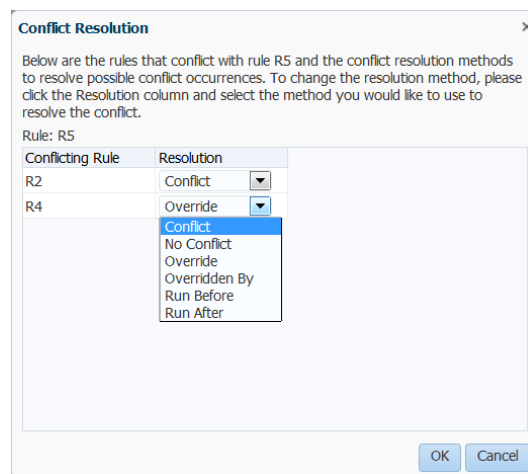 Conflict Resolution
Below are the rules that conflict with rule R5 and the conflict resolution methods
to resolve possible conflict occurrences. To change the resolution method, please
click the Resolution column and select the method you would like to use to
resolve the conflict.
Rule: R5
Conflicting Rule Resolution
R2 Conflict
R4 Override
Conflict
No Conflict
Override
Overridden By
Run Before
Run After
OK Cancel